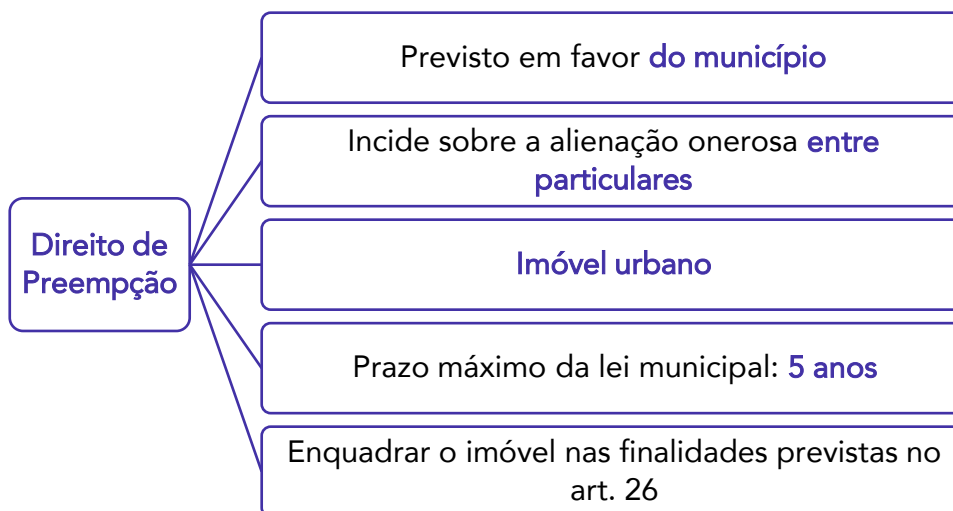 Direito de
Preempção
Previsto em favor do município
Incide sobre a alienação onerosa entre
particulares
Imóvel urbano
Prazo máximo da lei municipal: 5 anos
Enquadrar o imóvel nas finalidades previstas no
art. 26